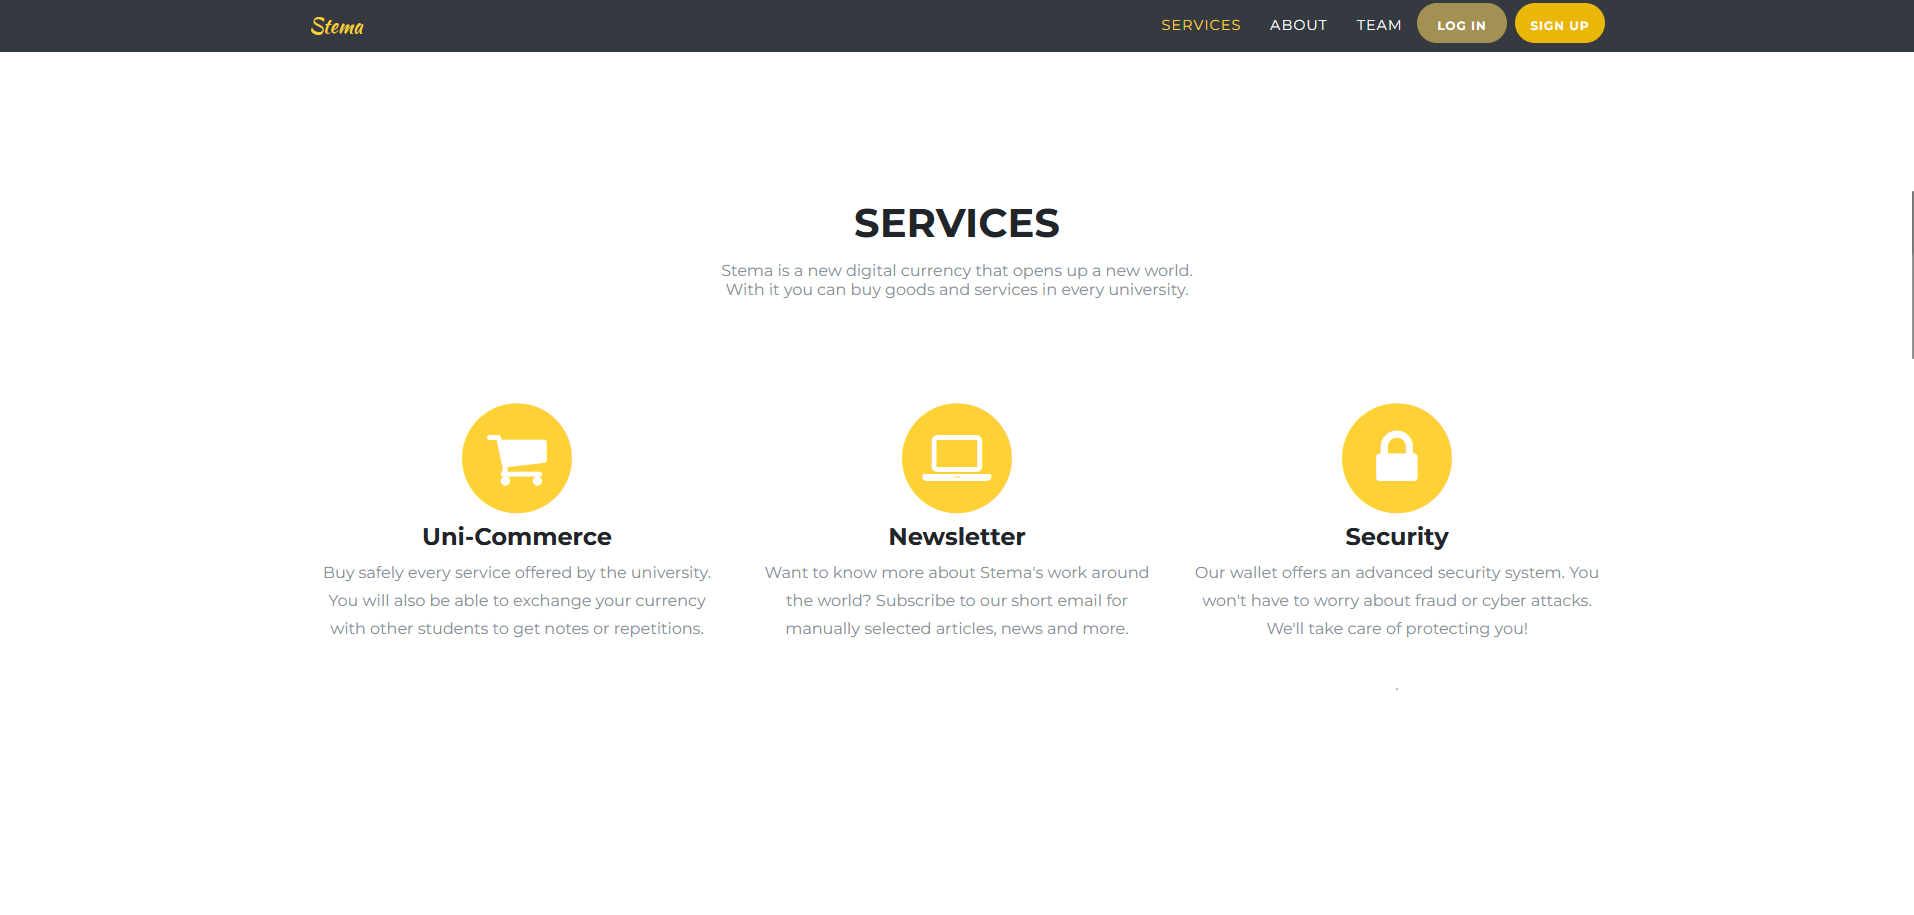 Stema
SERVICES
ABOUT
TEAM
LOG IN
SIGN UP
SERVICES
Stema is a new digital currency that opens up a new world.
With it you can buy goods and services in every university.
Uni-Commerce
Buy safely every service offered by the university.
You will also be able to exchange your currency
with other students to get notes or repetitions.
Newsletter
Want to know more about Stema's work around
the world? Subscribe to our short email for
manually selected articles, news and more.
Security
Our wallet offers an advanced security system. You
won't have to worry about fraud or cyber attacks.
We'll take care of protecting you!
.